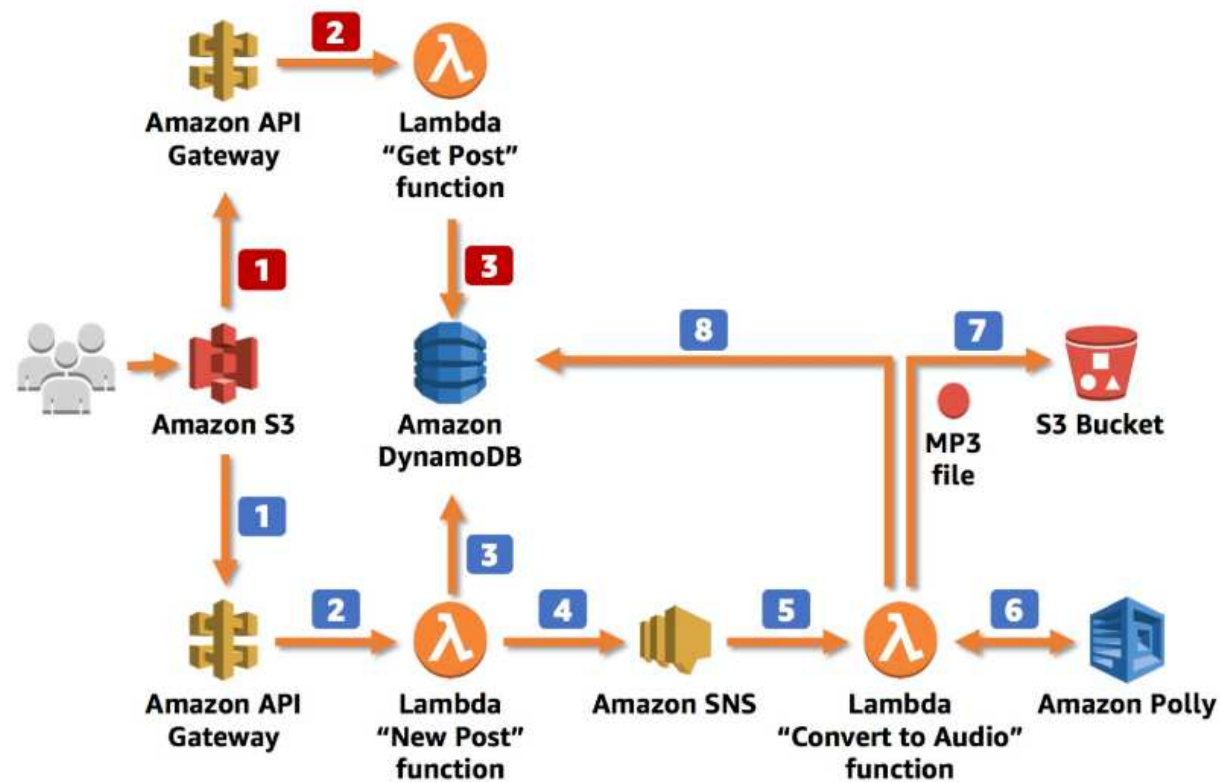 2
λ
Amazon API
Gateway
Lambda
“Get Post”
function
1
3
8
7
Amazon S3
Amazon
DynamoDB
MP3
file
S3 Bucket
1
3
2
λ
4
5
λ
6
Amazon API
Gateway
Lambda
“New Post”
function
Amazon SNS
Lambda
“Convert to Audio”
function
Amazon Polly